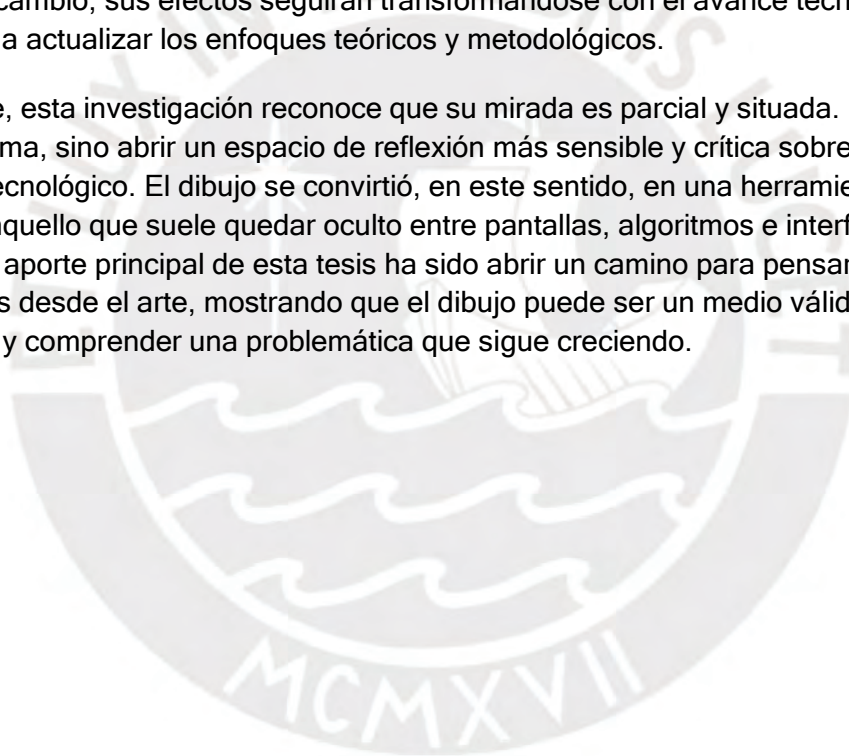 cambio, sus efectos seguirán transformándose con el avance
a actualizar los enfoques teóricos y metodológicos.
esta investigación reconoce que su mirada es parcial y situada.
sino abrir un espacio de reflexión más sensible y crítica sobre
El dibujo se convirtió, en este sentido, en una
aquello que suele quedar oculto entre pantallas, algoritmos e
aporte principal de esta tesis ha sido abrir un camino para pensar
desde el arte, mostrando que el dibujo puede ser un medio
y comprender una problemática que sigue creciendo.
MCMXVII